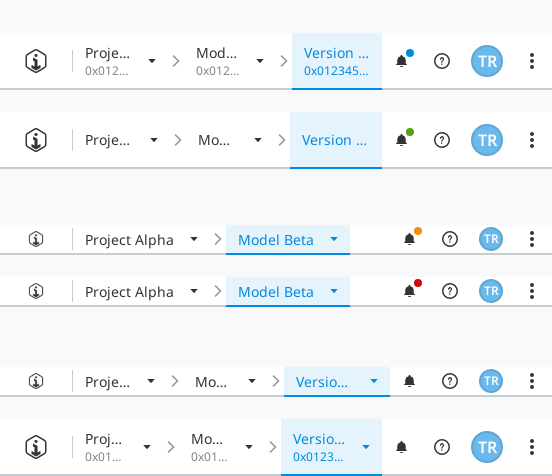 Proje... Mod... Version ... TR
0x012... 0x012... 0x012345...
Proje... Mo... Version ... TR
Project Alpha Model Beta TR
Project Alpha Model Beta TR
Proje... Mo... Versio... TR
Proj... Mo... Versio... TR
0x01... 0x01... 0x0123...